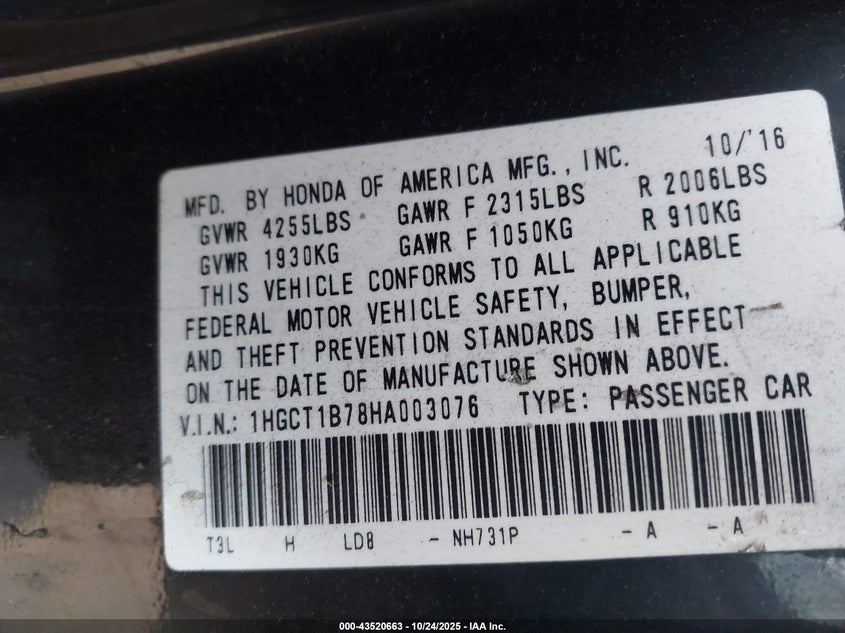 10/'16
MFD. BY HONDA OF AMERICA MFG., INC.
GVWR 4255LBS GAWR F 2315LBS R 2006LBS
GVWR 1930KG GAWR F 1050KG R 910KG
THIS VEHICLE CONFORMS TO ALL APPLICABLE
FEDERAL MOTOR VEHICLE SAFETY, BUMPER,
AND THEFT PREVENTION STANDARDS IN EFFECT
ON THE DATE OF MANUFACTURE SHOWN ABOVE.
V.I.N.: 1HGCT1B78HA003076 TYPE: PASSENGER CAR
T3L H LD8 - NH731P - A - A
000-43520663 - 10/24/2025 - IAA Inc.